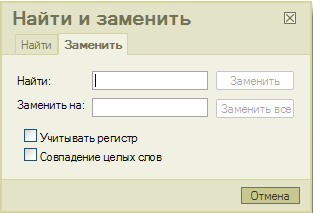 Найти и заменить
Найти Заменить
Найти: Заменить
Заменить на: Заменить все
Учитывать регистр
Совпадение целых слов
Отмена